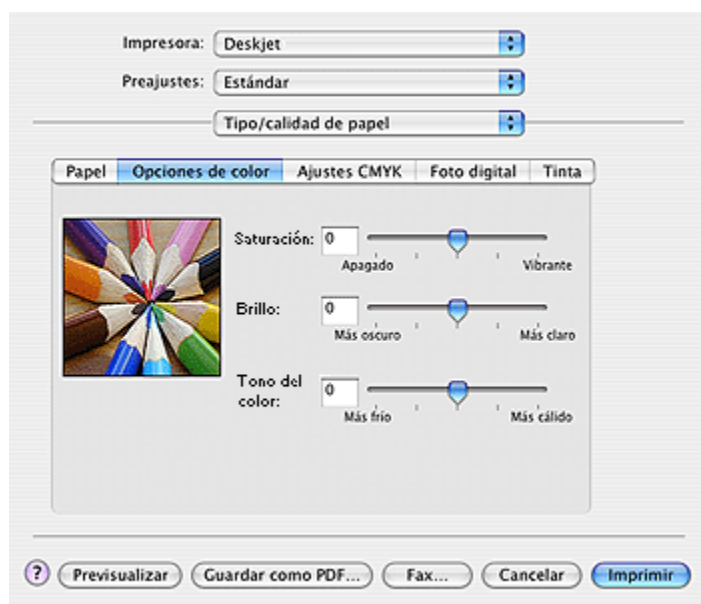 Impresora: Deskjet
Preajustes: Estándar
Tipo/calidad de papel
Papel Opciones de color Ajustes CMYK Foto digital Tinta
Saturación: 0
Apagado Vibrante
Brillo: 0
Más oscuro Más claro
Tono del
color: 0
Más frío Más cálido
? Previsualizar Guardar como PDF... Fax... Cancelar Imprimir